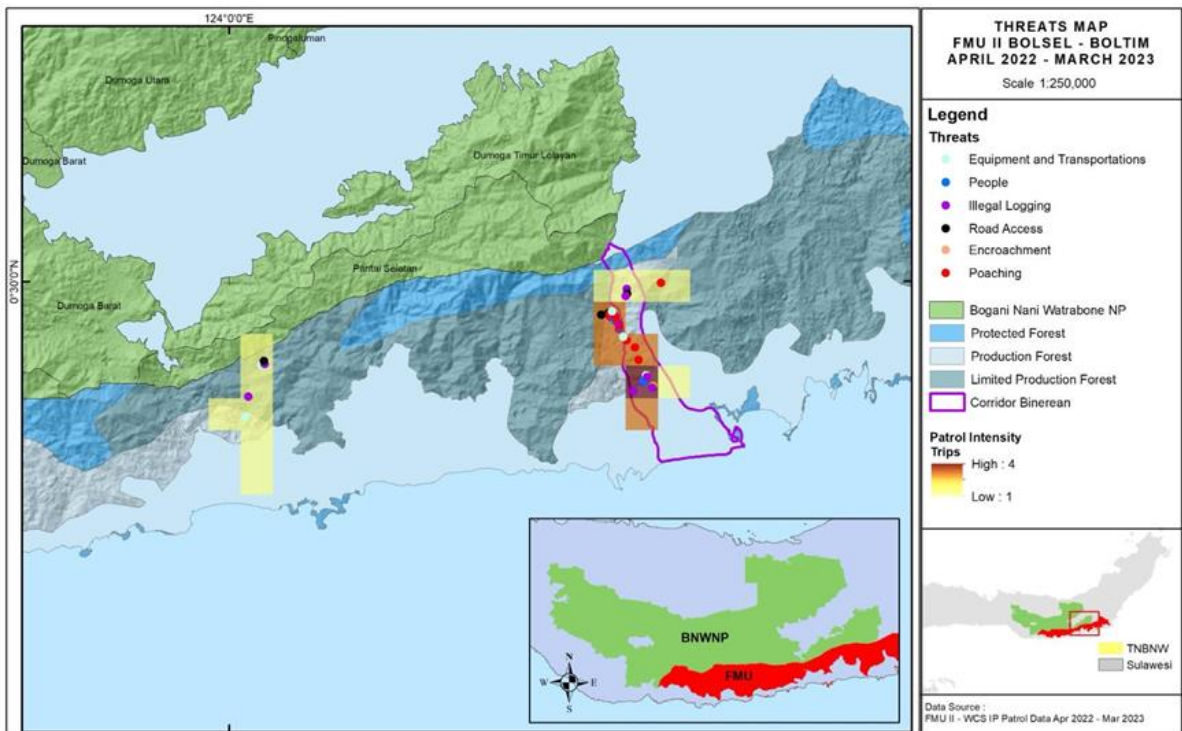 124°0'0"E
Pinogaluman
Dumoga Utara
Dumoga Barat
Dumoga Timur Lolayan
Pantai Selatan
0°30'0"N
Dumoga Barat
BNWNP
FMU
N
W
E
S
THREATS MAP
FMU II BOLSEL - BOLTIM
APRIL 2022 - MARCH 2023
Scale 1:250,000
Legend
Threats
Equipment and Transportations
People
Illegal Logging
Road Access
Encroachment
Poaching
Bogani Nani Watrabone NP
Protected Forest
Production Forest
Limited Production Forest
Corridor Binerean
Patrol Intensity
Trips
High : 4
Low : 1
TNBNW
Sulawesi
Data Source :
FMU II - WCS IP Patrol Data Apr 2022 - Mar 2023